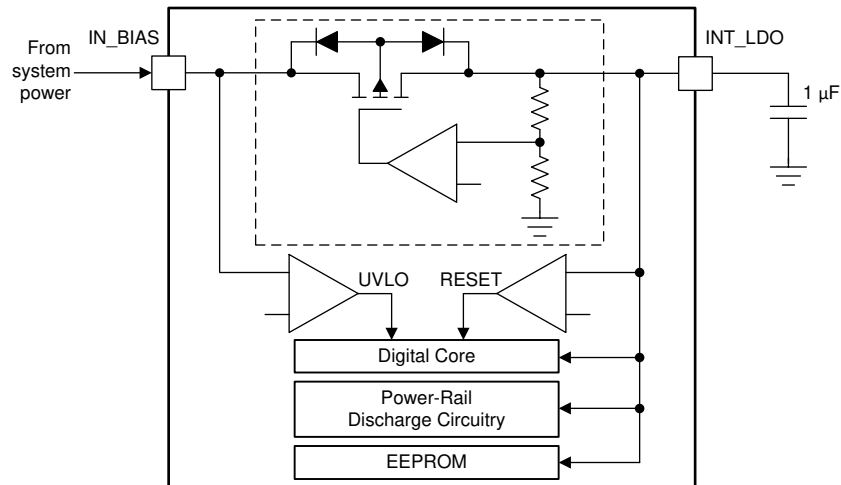 IN_BIAS
From
system
power
INT_LDO
1 µF
UVLO
RESET
Digital Core
Power-Rail
Discharge Circuitry
EEPROM